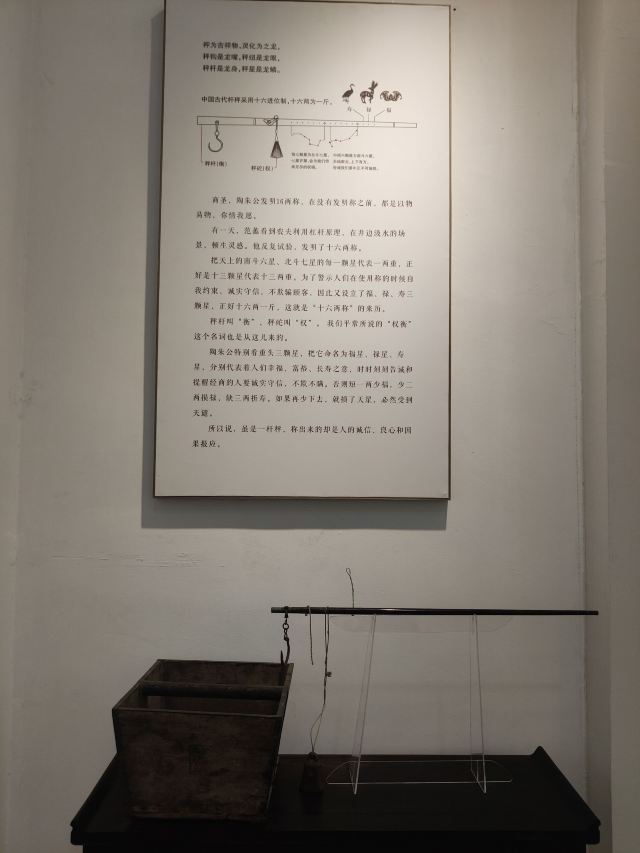 秤为吉祥物，灵化为之龙，
秤钩是龙嘴，秤纽是龙眼，
秤杆是龙身，秤星是龙鳞。
中国古代杆秤采用十六进位制，十六两为一斤。
寿 禄 福
秤杆(衡)
秤砣(权)
商圣，陶朱公发明16两称，在没有发明称之前，都是以物
易物，你情我愿。
有一天，范蠡看到农夫利用杠杆原理，在井边汲水的场
景，顿生灵感。他反复试验，发明了十六两称。
把天上的南斗六星、北斗七星的每一颗星代表一两重，正
好是十三颗星代表十三两重。为了警示人们在使用称的时候自
我约束、诚实守信，不欺骗顾客，因此又设立了福、禄、寿三
颗星，正好十六两一斤，这就是“十六两称”的来历。
秤杆叫“衡”，秤砣叫“权”。我们平常所说的“权衡”
这个名词也是从这儿来的。
陶朱公特别看重头三颗星，把它命名为福星、禄星、寿
星，分别代表着人们幸福、富裕、长寿之意，时时刻刻告诫和
提醒经商的人要诚实守信，不欺不瞒。否则短一两少福，少二
两损禄，缺三两折寿。如果再少下去，就损了天星，必然受到
天谴。
所以说，虽是一杆秤，称出来的却是人的诚信、良心和因
果报应。